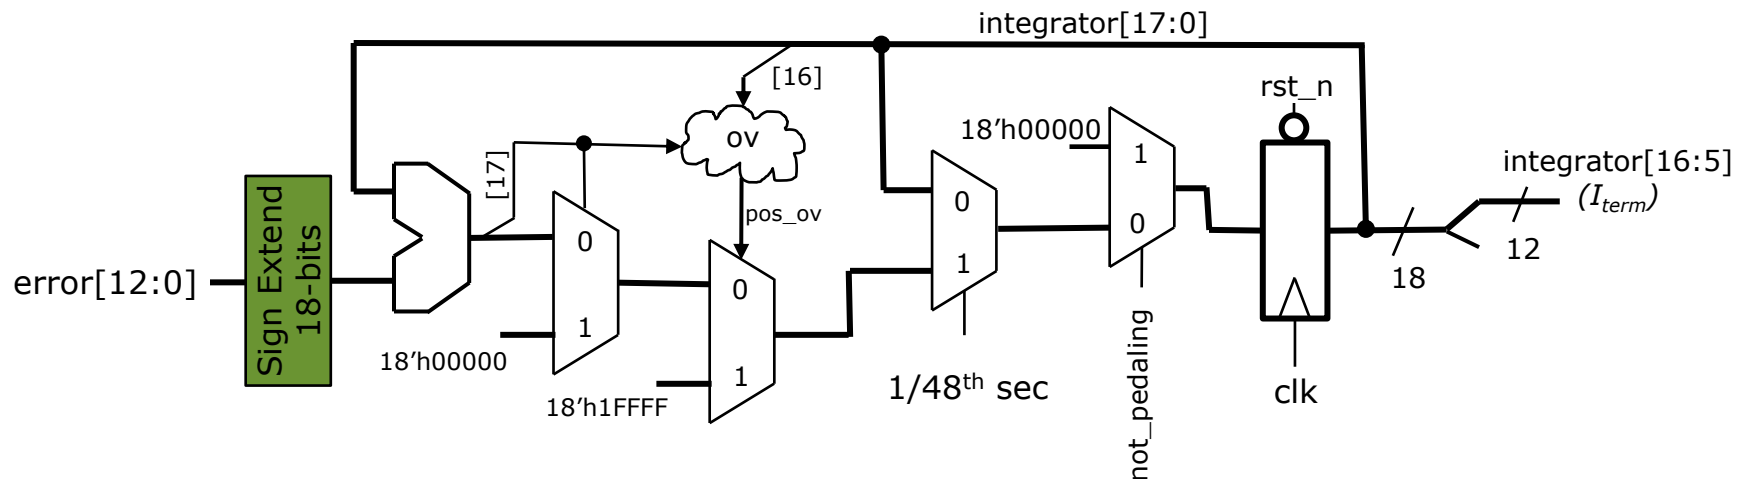 integrator[17:0]
[16]
rst_n
18'h00000
1
ov
[17]
integrator[16:5]
(Iterm)
0
pos_ov
0
0
error[12:0]
Sign Extend
18-bits
0
1
12
18
1
18'h00000
1
18'h1FFFF
1/48th sec
not_pedaling
clk